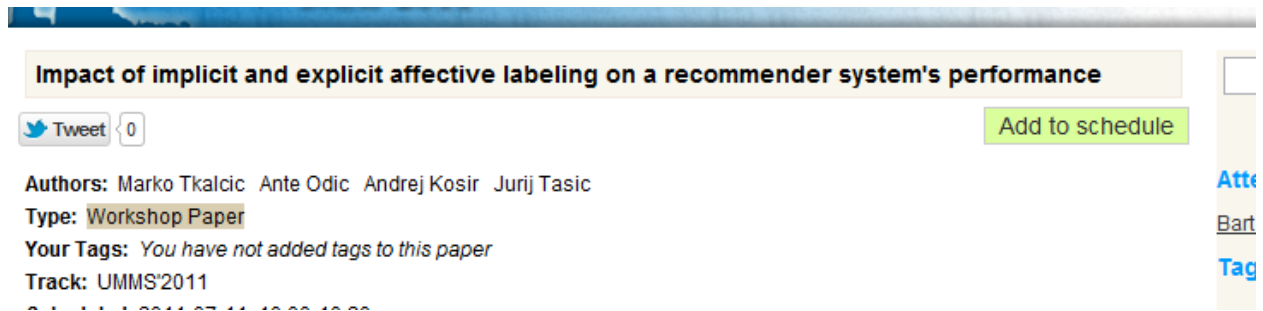 Impact of implicit and explicit affective labeling on a recommender system's performance
Tweet 0
Add to schedule
Authors: Marko Tkalcic Ante Odic Andrej Kosir Jurij Tasic
Type: Workshop Paper
Your Tags: You have not added tags to this paper
Track: UMMS'2011
Atte
Bart
Tag